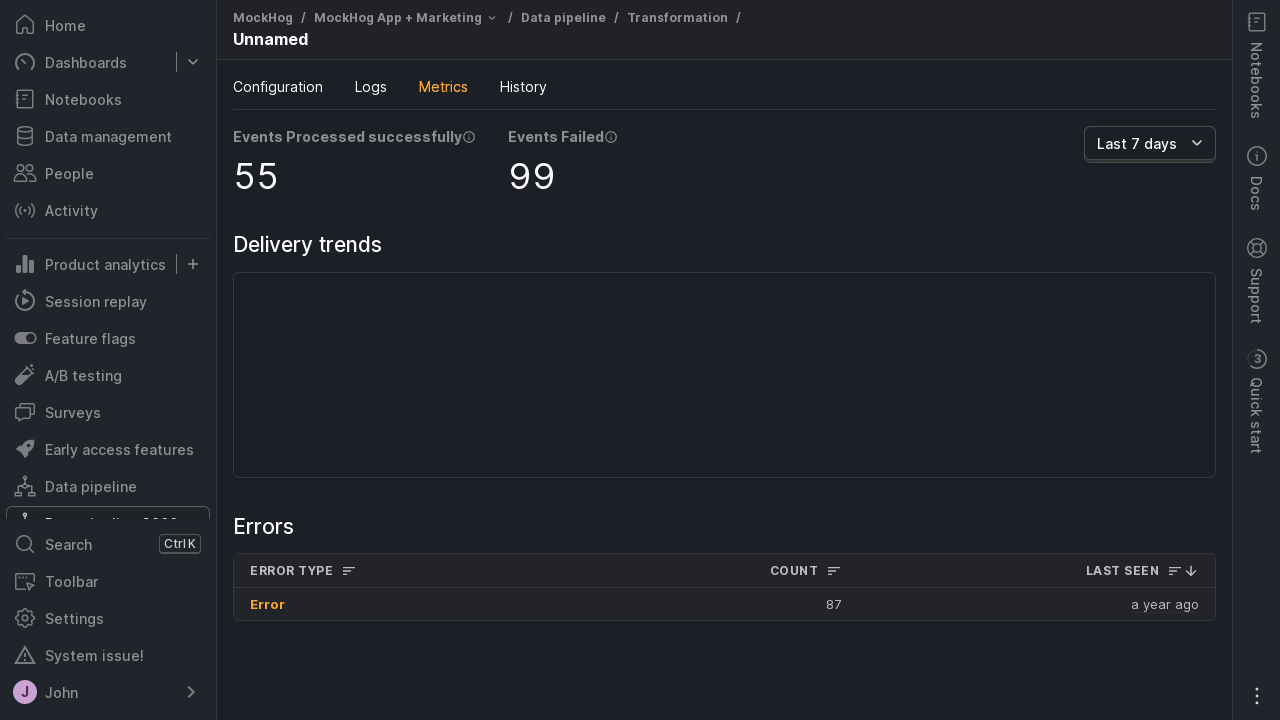 Home
Dashboards
Notebooks
Data management
People
Activity
Product analytics
Session replay
Feature flags
A/B testing
Surveys
Early access features
Data pipeline
Search Ctrl K
Toolbar
Settings
System issue!
J John
MockHog / MockHog App + Marketing / Data pipeline / Transformation /
Unnamed
Configuration Logs Metrics History
Events Processed successfully Events Failed
Last 7 days
55 99
Delivery trends
Errors
ERROR TYPE COUNT LAST SEEN
Error 87 a year ago
Notebooks
Docs
Support
3 Quick start